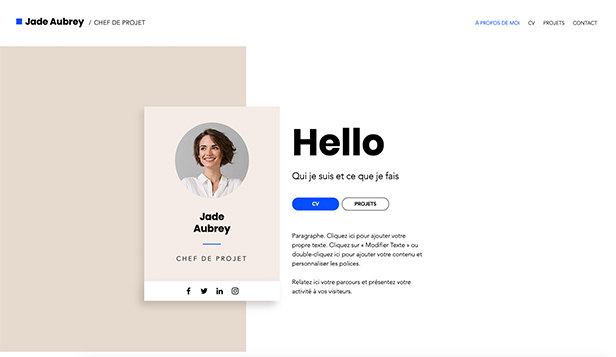 Jade Aubrey / CHEF DE PROJET
À PROPOS DE MOI CV PROJETS CONTACT
Hello
Qui je suis et ce que je fais
CV PROJETS
Jade
Aubrey
CHEF DE PROJET
Paragraphe. Cliquez ici pour ajouter votre
propre texte. Cliquez sur « Modifier Texte » ou
double-cliquez ici pour ajouter votre contenu et
personnaliser les polices.
Relatez ici votre parcours et présentez votre
activité à vos visiteurs.